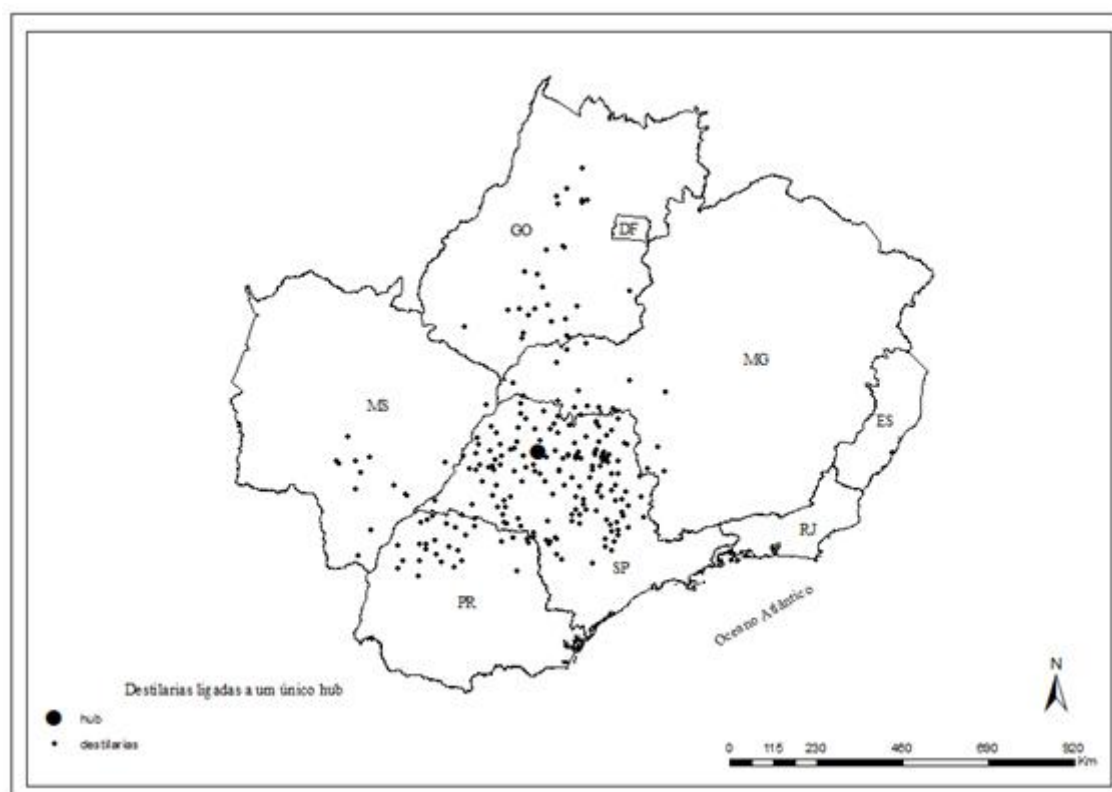 GO
DF
MG
MS
ES
RJ
SP
PR
Oceano Atlântico
N
Destilarias ligadas a um único hub
hub
destilarias
0 115 230 460 690 920
Km